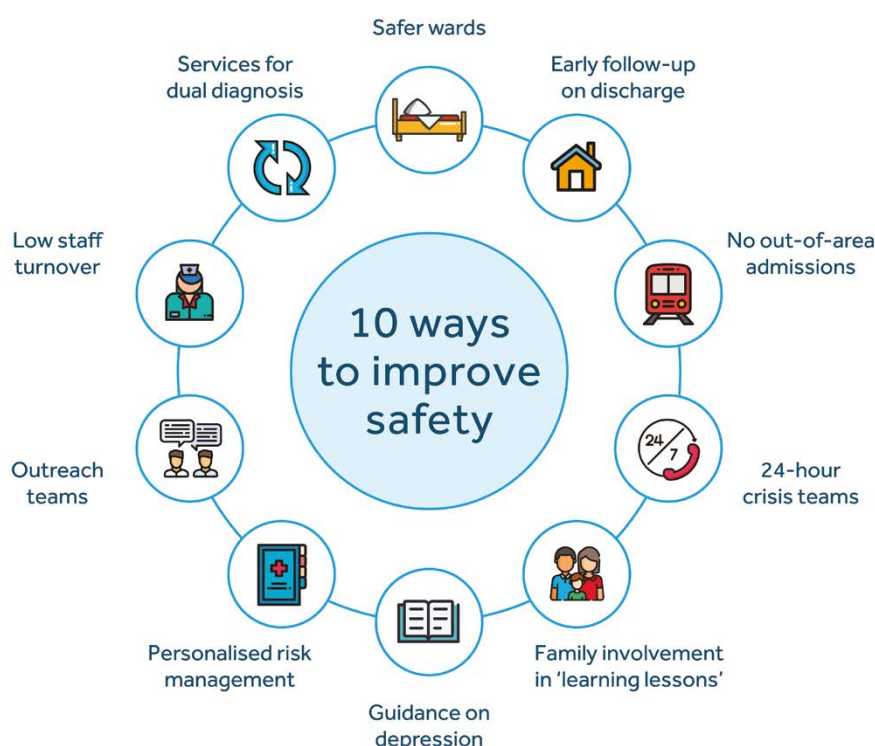 Safer wards
Early follow-up
on discharge
No out-of-area
admissions
24/7
24-hour
crisis teams
Family involvement
in 'learning lessons'
Guidance on
depression
Personalised risk
management
Outreach
teams
Low staff
turnover
Services for
dual diagnosis
10 ways
to improve
safety